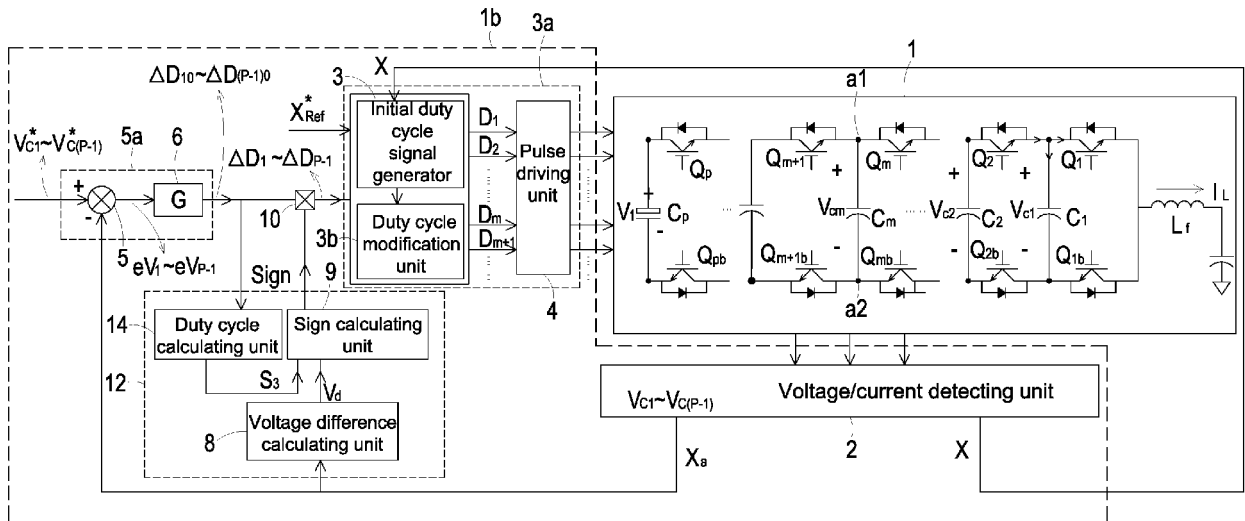 1b
3a
1
X
a1
ΔD10~ΔD(P-1)0
3
X*Ref
Initial duty
cycle
signal
generator
D1
D2
Dm
Dm+1
Pulse
driving
unit
4
V*C1~V*C(P-1)
5a
6
ΔD1~ΔDP-1
+
-
G
10
5
eV1~eVP-1
Sign
3b
Duty cycle
modification
unit
Qp
Qm+1
Qm
Q2
Q1
+
V1
-
Cp
+
Vcm
-
Cm
+
Vc2
-
C2
+
Vc1
-
C1
IL
Lf
Qpb
Qm+1b
Qmb
Q2b
Q1b
a2
9
14
Duty cycle
calculating unit
Sign calculating
unit
12
S3
Vd
8
Voltage difference
calculating unit
VC1~VC(P-1)
Voltage/current detecting unit
2
Xa
X